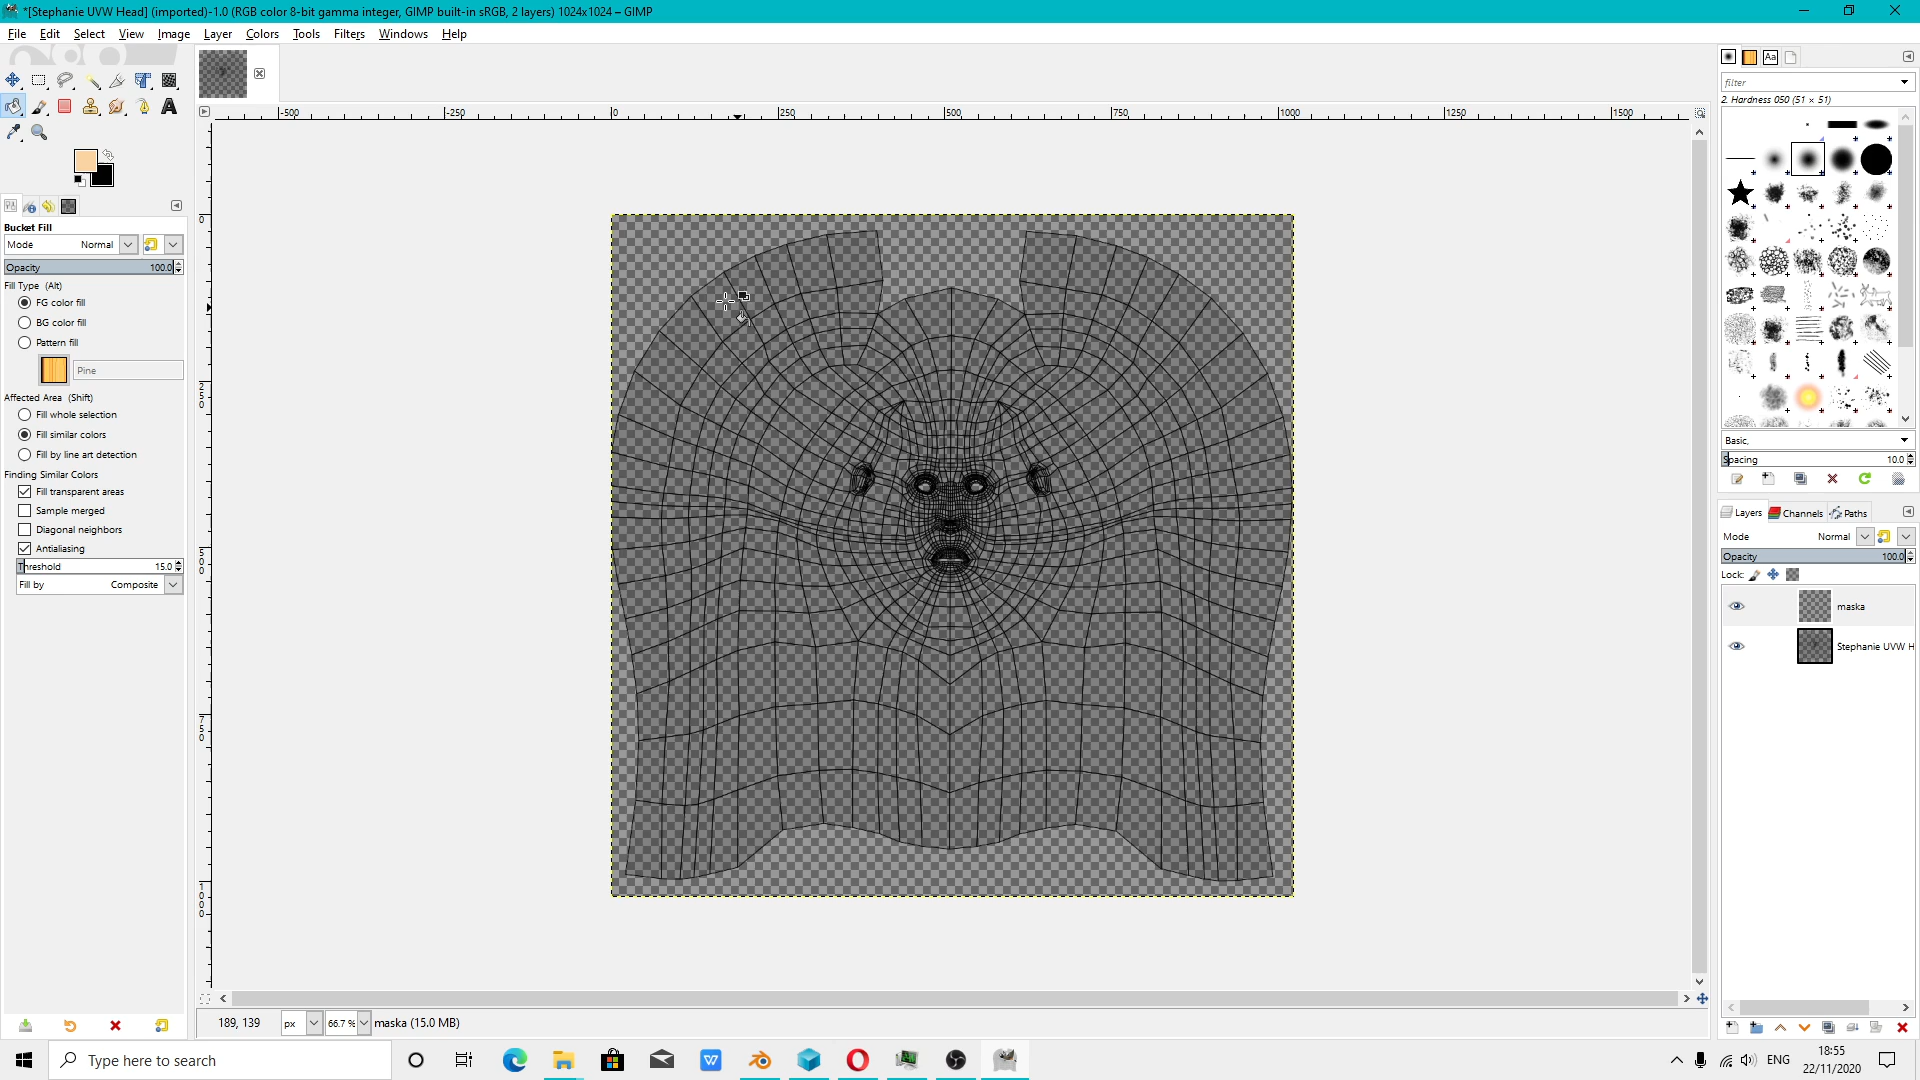 *[Stephanie UVW Head] (imported)-1.0 (RGB color 8-bit gamma integer, GIMP built-in sRGB, 2 layers) 1024x1024 – GIMP
File Edit Select View Image Layer Colors Tools Filters Windows Help
-500 -250 0 250 500 750 1000 1250 1500
0
250
500
750
1000
Bucket Fill
Mode Normal
Opacity 100.0
Fill Type (Alt)
FG color fill
BG color fill
Pattern fill
Pine
Affected Area (Shift)
Fill whole selection
Fill similar colors
Fill by line art detection
Finding Similar Colors
Fill transparent areas
Sample merged
Diagonal neighbors
Antialiasing
Threshold 15.0
Fill by Composite
Aa
filter
2. Hardness 050 (51 × 51)
Basic,
Spacing 10.0
Layers Channels Paths
Mode Normal
Opacity 100.0
Lock:
maska
Stephanie UVW H
189, 139 px 66.7 % maska (15.0 MB)
Type here to search
ENG
18:55
22/11/2020